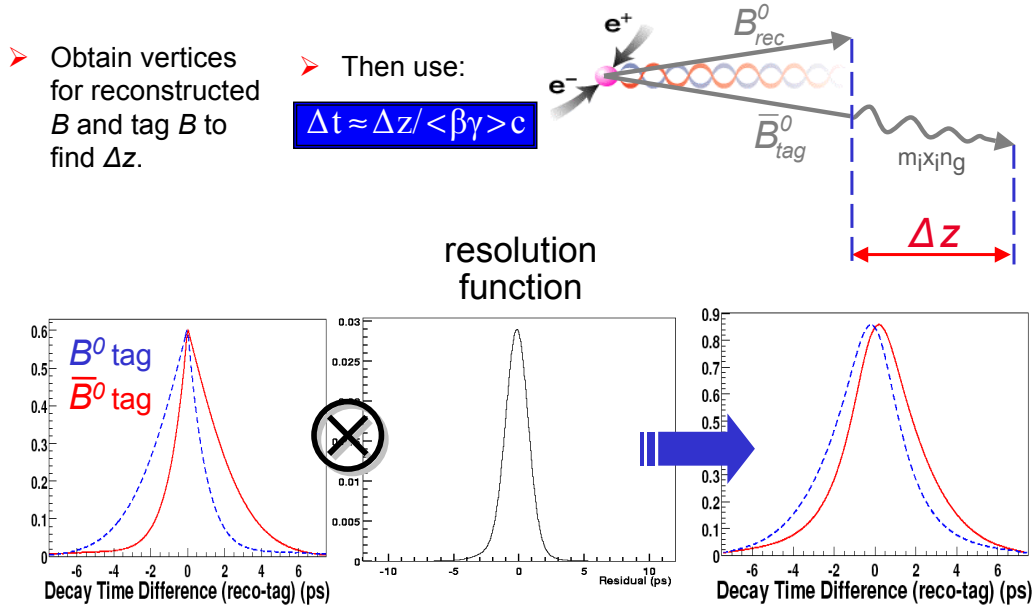 ➢ Obtain vertices
for reconstructed
B and tag B to
find Δz.
➢ Then use:
Δt ≈ Δz/<βγ>c
e⁺
e⁻
B⁰rec
B̅⁰tag
mᵢxᵢng
Δz
resolution
function
0.6
0.5
0.4
0.3
0.2
0.1
0
B⁰ tag
B̅⁰ tag
-6 -4 -2 0 2 4 6
Decay Time Difference (reco-tag) (ps)
0.03
0.025
0.01
0.005
0
-10 -5 0 5 10
Residual (ps)
0.9
0.8
0.7
0.6
0.5
0.4
0.3
0.2
0.1
0
-6 -4 -2 0 2 4 6
Decay Time Difference (reco-tag) (ps)